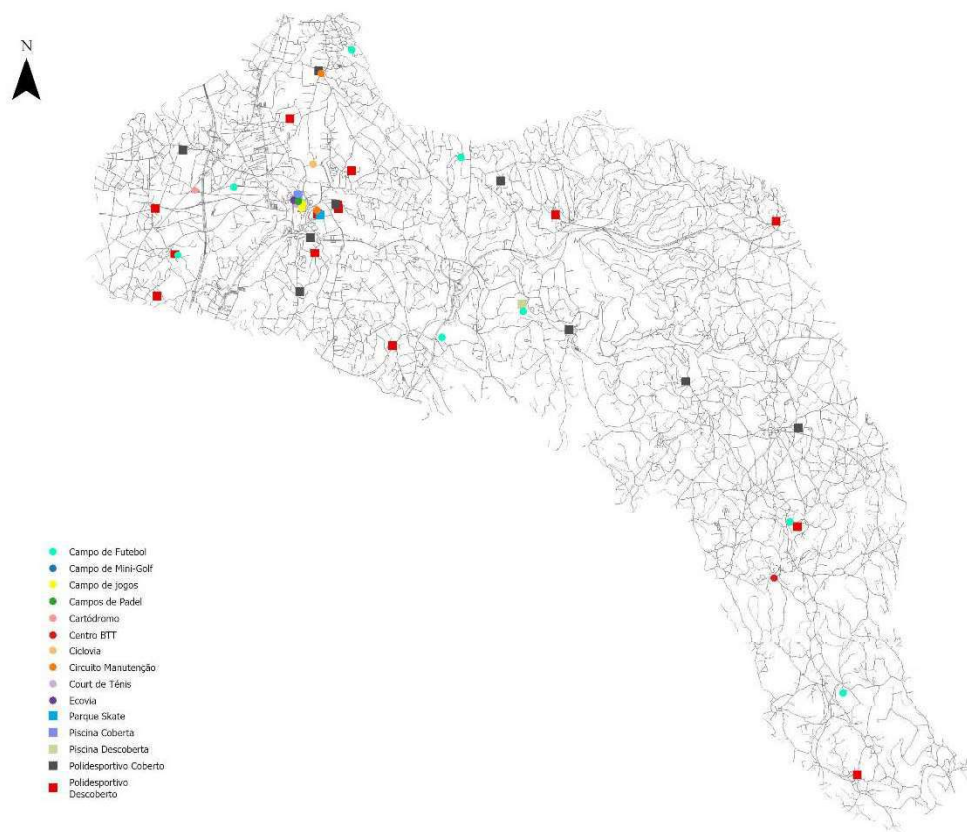 N
Campo de Futebol
Campo de Mini-Golf
Campo de jogos
Campos de Padel
Cartódromo
Centro BTT
Ciclovia
Circuito Manutenção
Court de Ténis
Ecovia
Parque Skate
Piscina Coberta
Piscina Descoberta
Polidesportivo Coberto
Polidesportivo
Descoberto